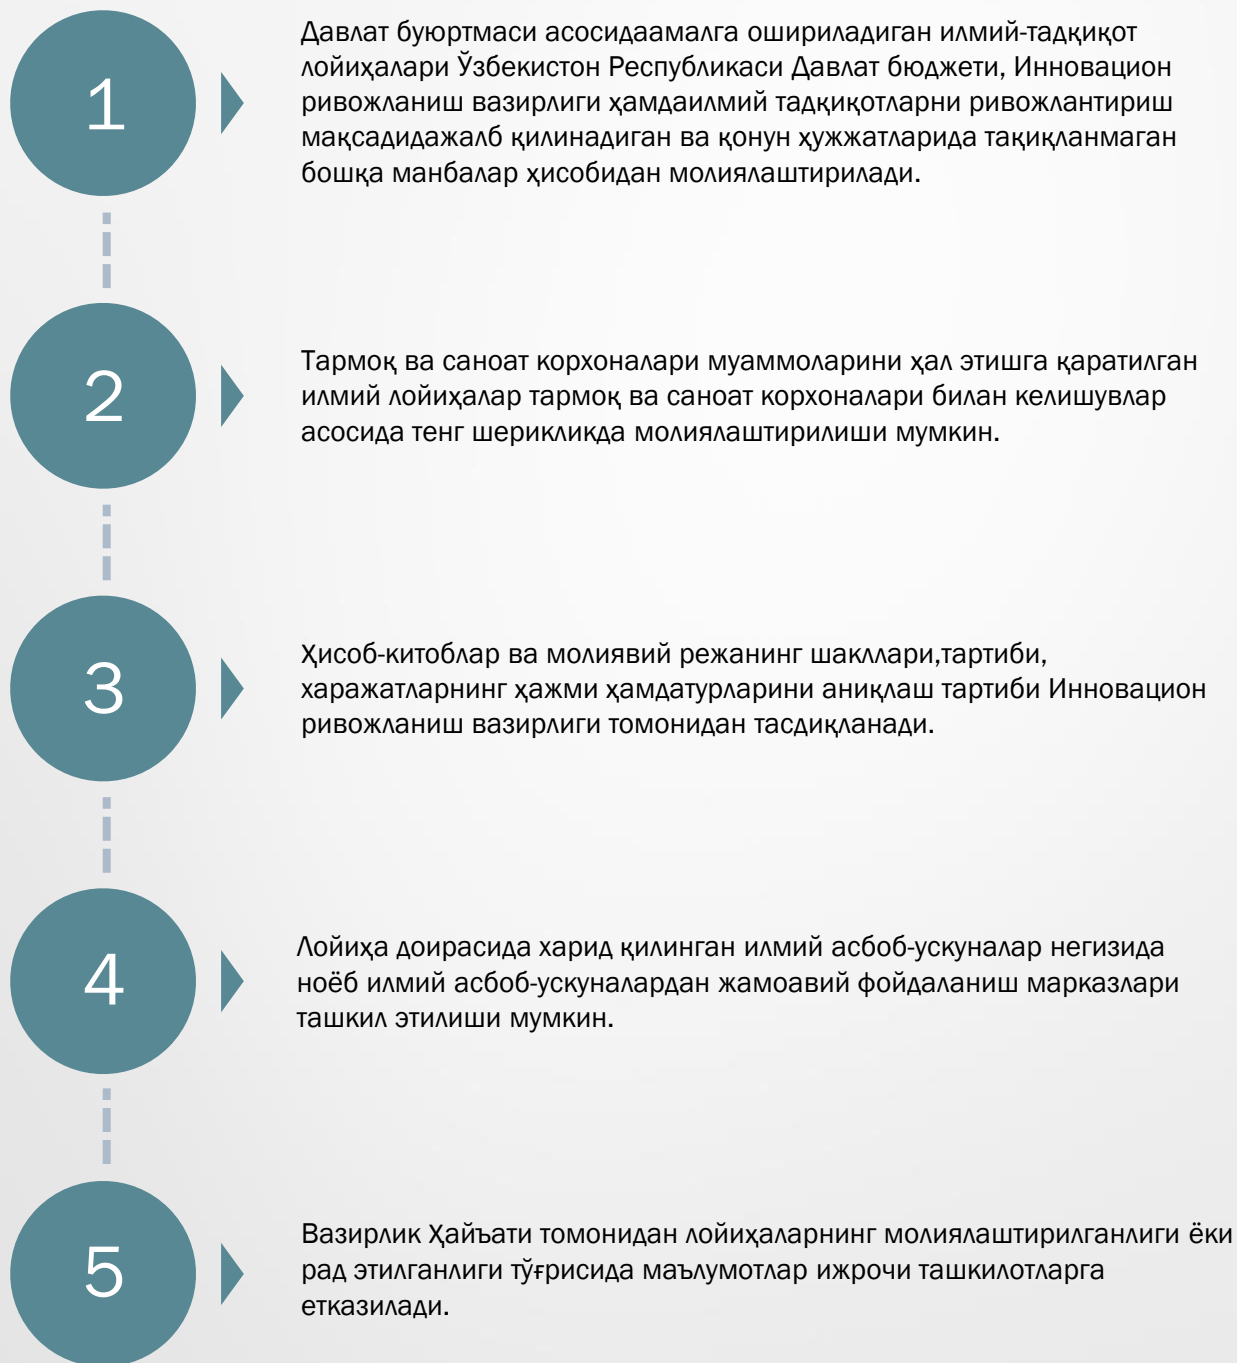 1
Давлат буюртмаси асосидаамалга ошириладиган илмий-тадқиқот
лойиҳалари Ўзбекистон Республикаси Давлат бюджети, Инновацион
ривожланиш вазирлиги ҳамдаилмий тадқиқотларни ривожлантириш
мақсадидажалб қилинадиган ва қонун ҳужжатларида тақиқланмаган
бошқа манбалар ҳисобидан молиялаштирилади.
2
Тармоқ ва саноат корхоналари муаммоларини ҳал этишга қаратилган
илмий лойиҳалар тармоқ ва саноат корхоналари билан келишувлар
асосида тенг шерикликда молиялаштирилиши мумкин.
3
Ҳисоб-китоблар ва молиявий режанинг шакллари,тартиби,
харажатларнинг ҳажми ҳамдатурларини аниқлаш тартиби Инновацион
ривожланиш вазирлиги томонидан тасдиқланади.
4
Лойиҳа доирасида харид қилинган илмий асбоб-ускуналар негизида
ноёб илмий асбоб-ускуналардан жамоавий фойдаланиш марказлари
ташкил этилиши мумкин.
5
Вазирлик Ҳайъати томонидан лойиҳаларнинг молиялаштирилганлиги ёки
рад этилганлиги тўғрисида маълумотлар ижрочи ташкилотларга
етказилади.